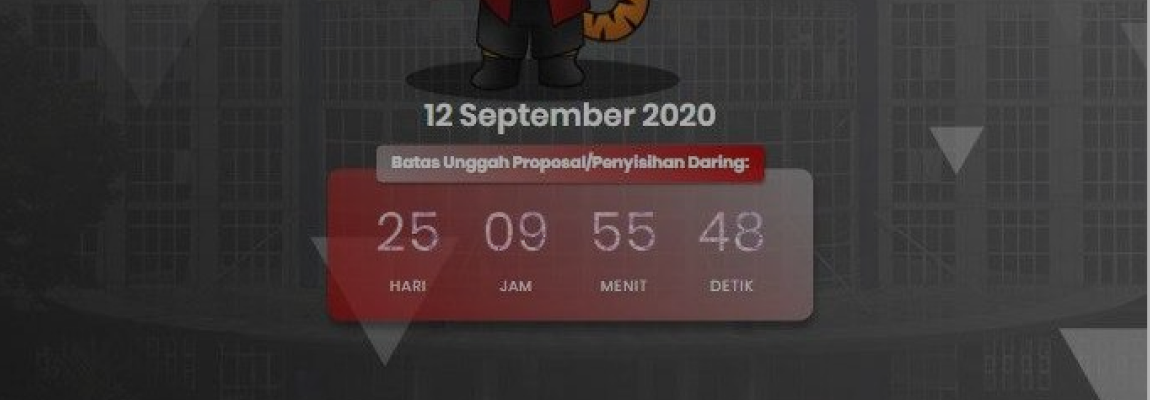 12 September 2020
Batas Unggah Proposal/Penyisihan Daring:
25 09 55 48
HARI JAM MENIT DETIK